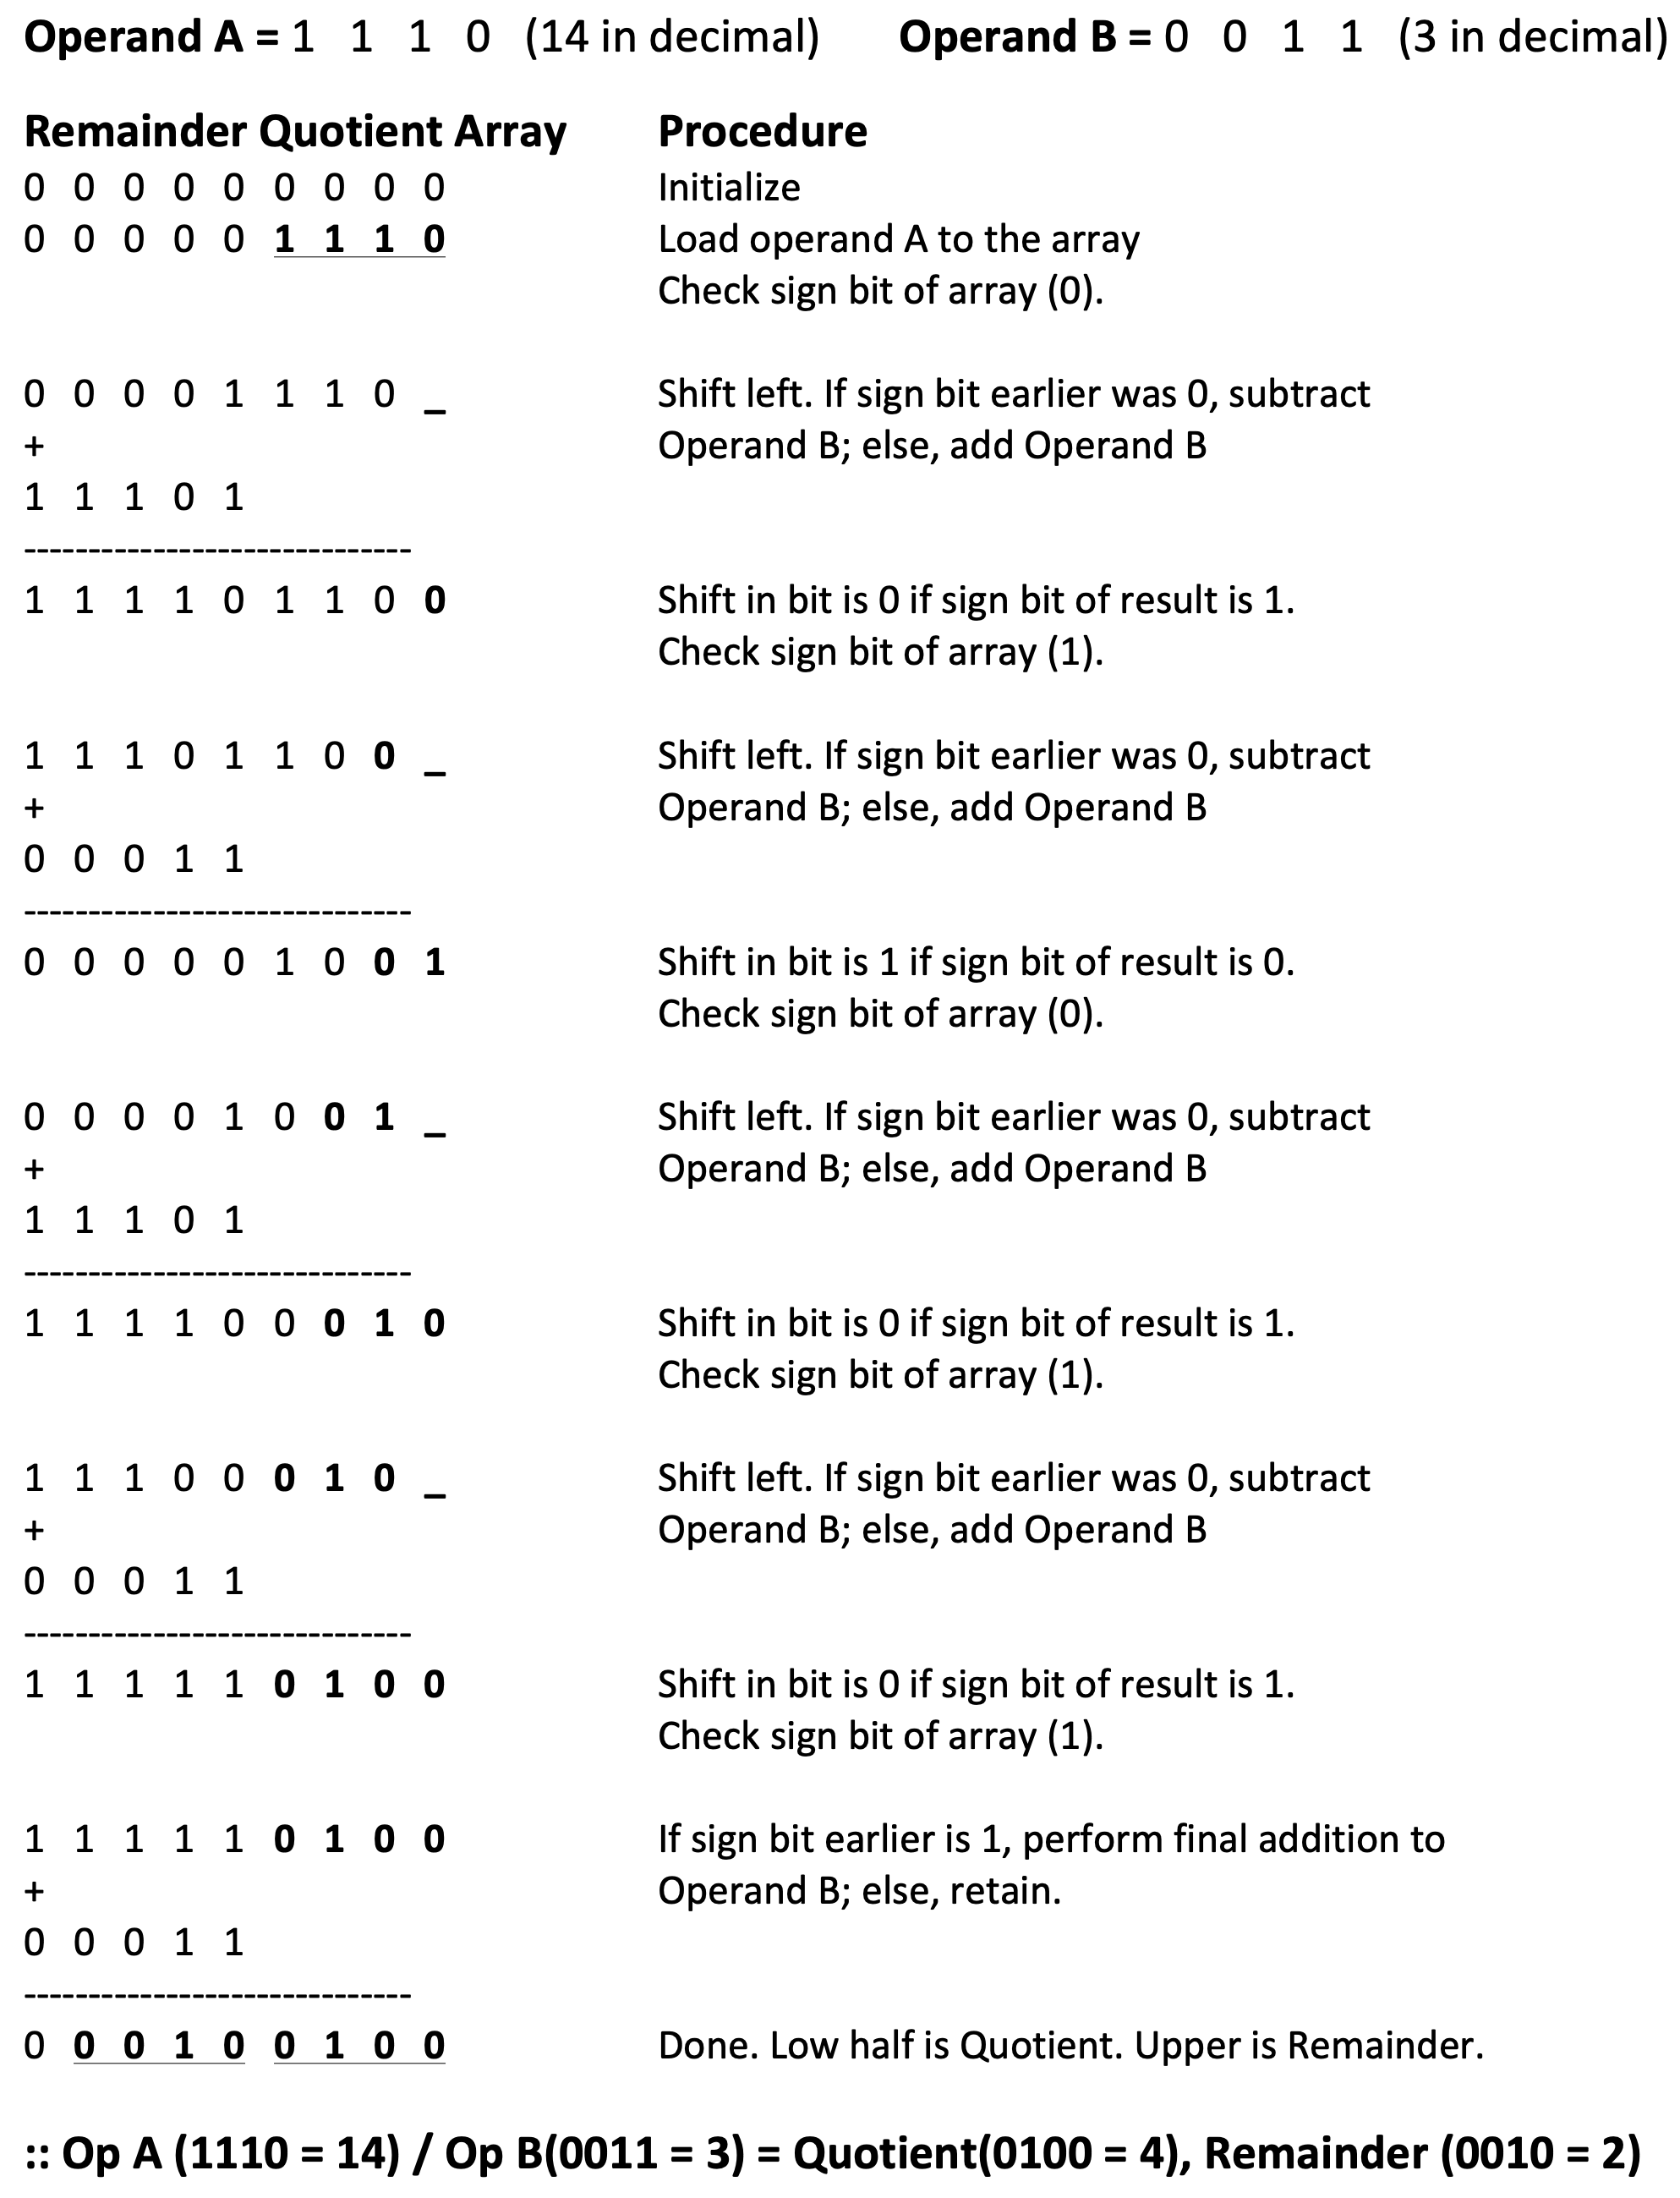 Operand A = 1 1 1 0 (14 in decimal) Operand B = 0 0 1 1 (3 in decimal)
Remainder Quotient Array Procedure
0 0 0 0 0 0 0 0 0 Initialize
0 0 0 0 0 1 1 1 0 Load operand A to the array
Check sign bit of array (0).
0 0 0 0 1 1 1 0 _ Shift left. If sign bit earlier was 0, subtract
+ Operand B; else, add Operand B
1 1 1 0 1
------------------------------
1 1 1 1 0 1 1 0 0 Shift in bit is 0 if sign bit of result is 1.
Check sign bit of array (1).
1 1 1 0 1 1 0 0 _ Shift left. If sign bit earlier was 0, subtract
+ Operand B; else, add Operand B
0 0 0 1 1
------------------------------
0 0 0 0 0 1 0 0 1 Shift in bit is 1 if sign bit of result is 0.
Check sign bit of array (0).
0 0 0 0 1 0 0 1 _ Shift left. If sign bit earlier was 0, subtract
+ Operand B; else, add Operand B
1 1 1 0 1
------------------------------
1 1 1 1 0 0 0 1 0 Shift in bit is 0 if sign bit of result is 1.
Check sign bit of array (1).
1 1 1 0 0 0 1 0 _ Shift left. If sign bit earlier was 0, subtract
+ Operand B; else, add Operand B
0 0 0 1 1
------------------------------
1 1 1 1 1 0 1 0 0 Shift in bit is 0 if sign bit of result is 1.
Check sign bit of array (1).
1 1 1 1 1 0 1 0 0 If sign bit earlier is 1, perform final addition to
+ Operand B; else, retain.
0 0 0 1 1
------------------------------
0 0 0 1 0 0 1 0 0 Done. Low half is Quotient. Upper is Remainder.
:: Op A (1110 = 14) / Op B(0011 = 3) = Quotient(0100 = 4), Remainder (0010 = 2)